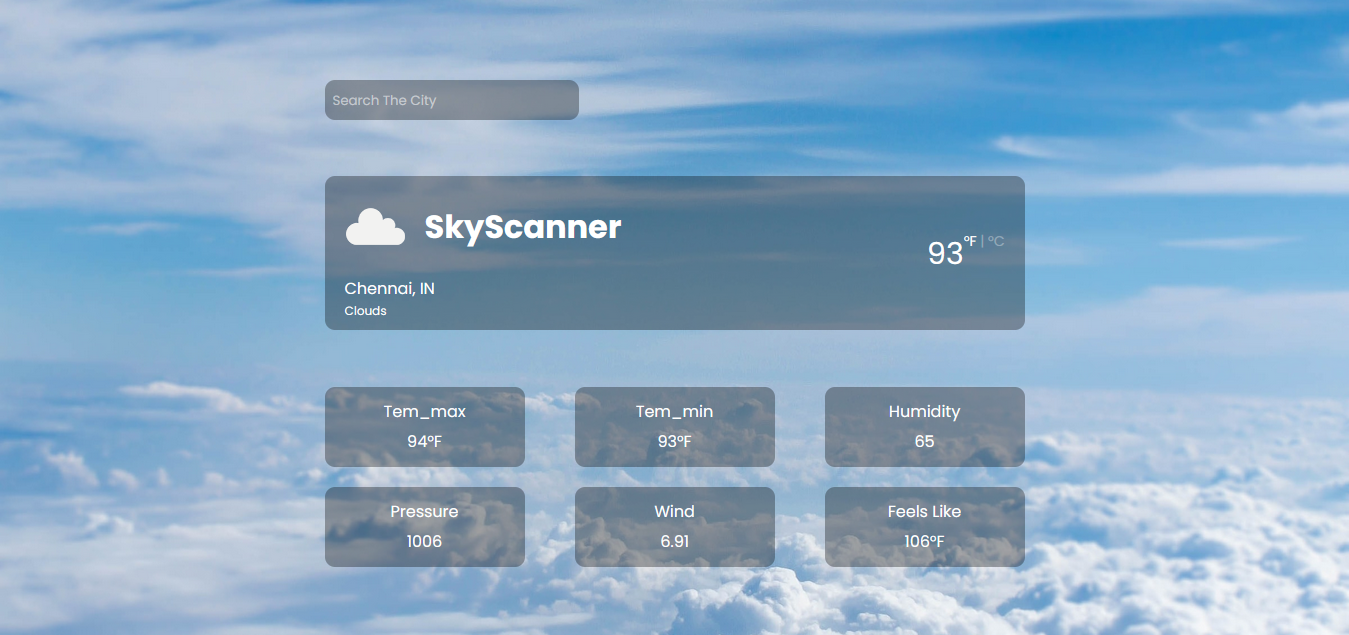 Search The City
SkyScanner
93°F | °C
Chennai, IN
Clouds
Tem_max
94°F
Tem_min
93°F
Humidity
65
Pressure
1006
Wind
6.91
Feels Like
106°F